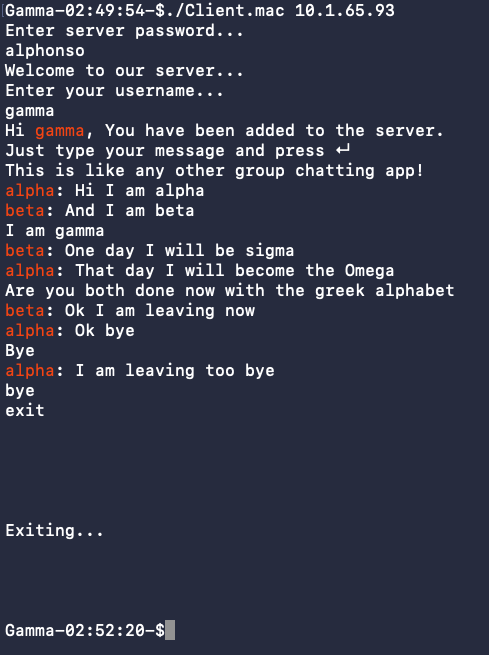 Gamma-02:49:54-$./Client.mac 10.1.65.93
Enter server password...
alphonso
Welcome to our server...
Enter your username...
gamma
Hi gamma, You have been added to the server.
Just type your message and press ↵
This is like any other group chatting app!
alpha: Hi I am alpha
beta: And I am beta
I am gamma
beta: One day I will be sigma
alpha: That day I will become the Omega
Are you both done now with the greek alphabet
beta: Ok I am leaving now
alpha: Ok bye
Bye
alpha: I am leaving too bye
bye
exit
Exiting...
Gamma-02:52:20-$